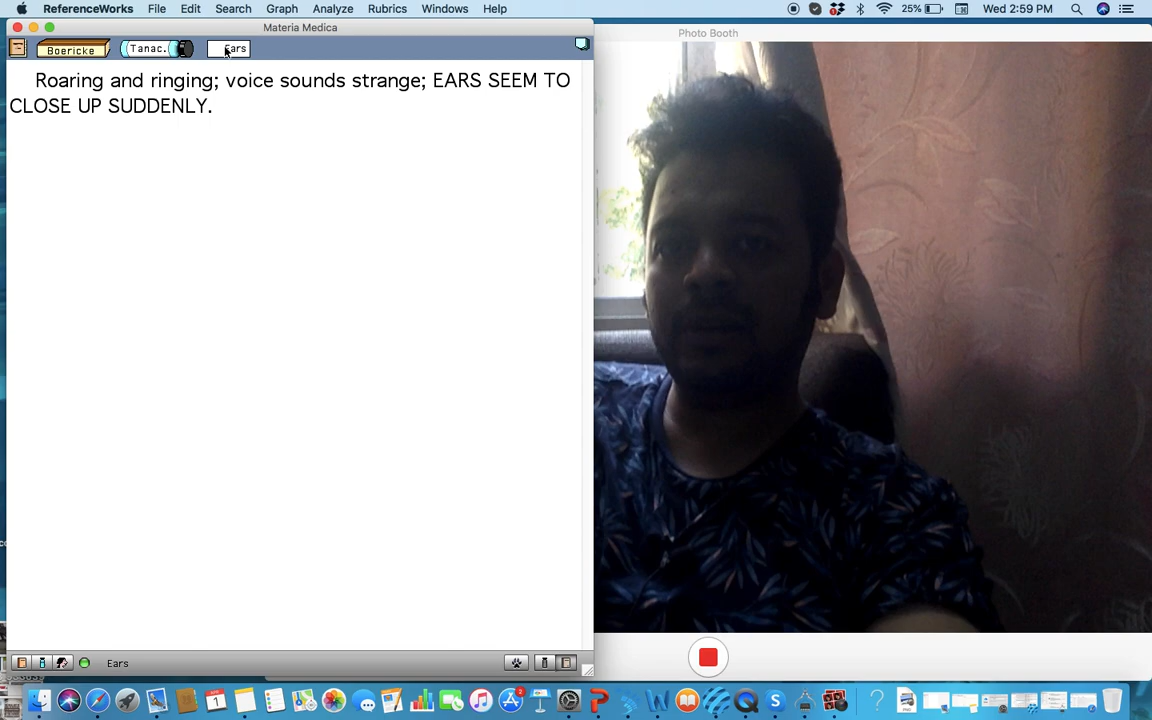 ReferenceWorks File Edit Search Graph Analyze Rubrics Windows Help 25% Wed 2:59 PM
Materia Medica
Photo Booth
Boericke Tanac. Ears
Roaring and ringing; voice sounds strange; EARS SEEM TO
CLOSE UP SUDDENLY.
Ears